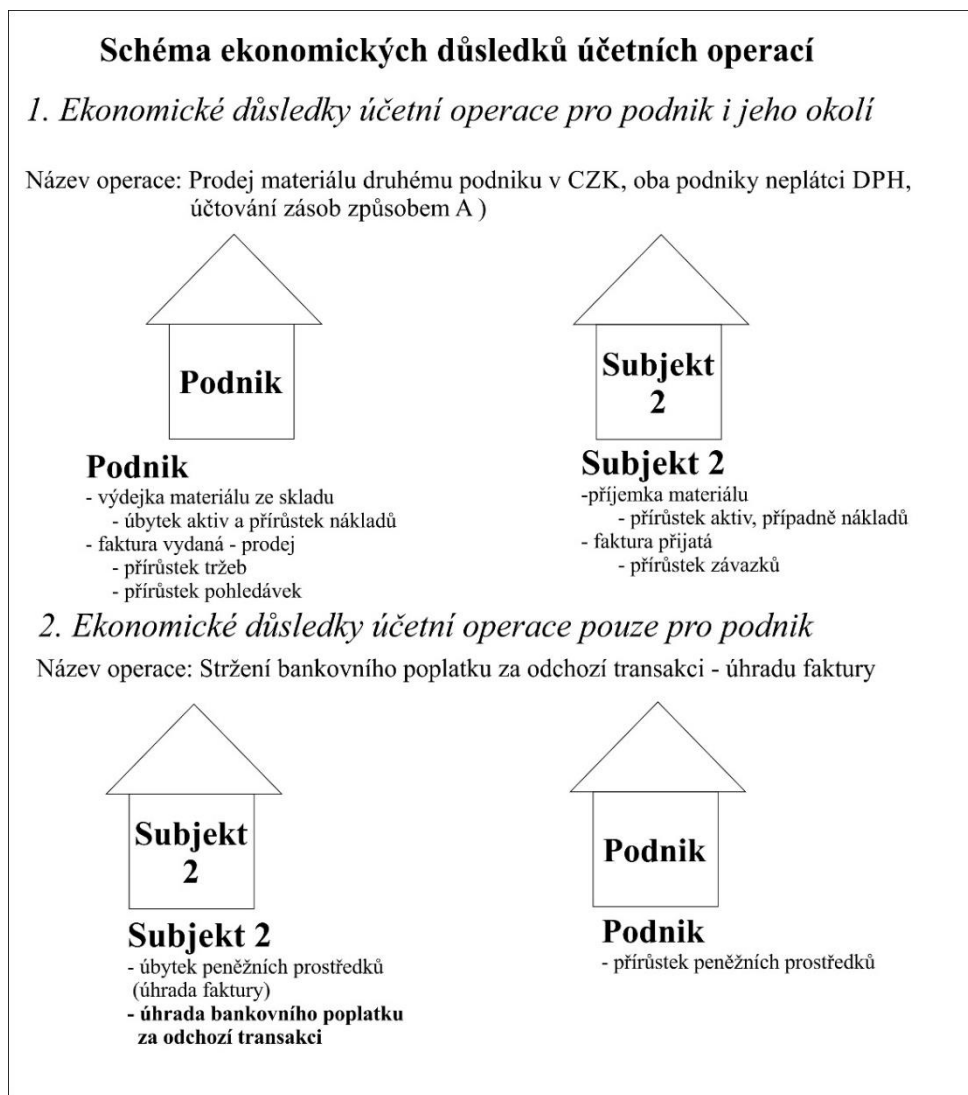 Schéma ekonomických důsledků účetních operací
1. Ekonomické důsledky účetní operace pro podnik i jeho okolí
Název operace: Prodej materiálu druhému podniku v CZK, oba podniky neplátci DPH,
účtování zásob způsobem A )
Podnik
Podnik
- výdejka materiálu ze skladu
- úbytek aktiv a přírůstek nákladů
- faktura vydaná - prodej
- přírůstek tržeb
- přírůstek pohledávek
Subjekt
2
Subjekt 2
-příjemka materiálu
- přírůstek aktiv, případně nákladů
- faktura přijatá
- přírůstek závazků
2. Ekonomické důsledky účetní operace pouze pro podnik
Název operace: Stržení bankovního poplatku za odchozí transakci - úhradu faktury
Subjekt
2
Subjekt 2
- úbytek peněžních prostředků
(úhrada faktury)
- úhrada bankovního poplatku
za odchozí transakci
Podnik
Podnik
- přírůstek peněžních prostředků